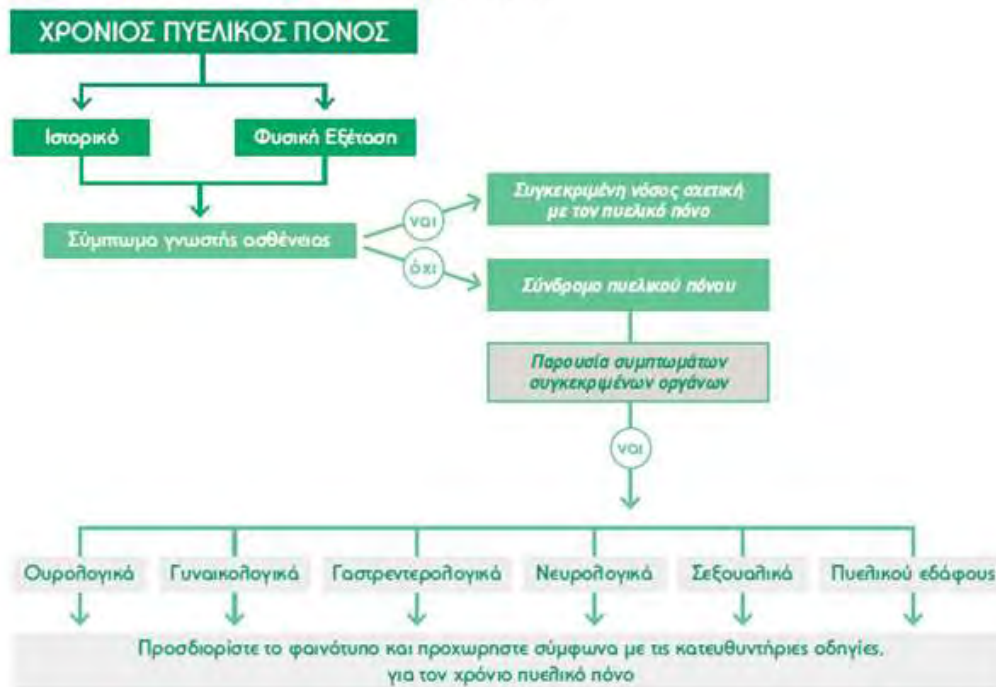 ΧΡΟΝΙΟΣ ΠΥΕΛΙΚΟΣ ΠΟΝΟΣ
Ιστορικό
Φυσική Εξέταση
Σύμπτωμα γνωστής ασθένειας
ναι
Συγκεκριμένη νόσος σχετική
με τον πυελικό πόνο
όχι
Σύνδρομο πυελικού πόνου
Παρουσία συμπτωμάτων
συγκεκριμένων οργάνων
ναι
Ουρολογικά
Γυναικολογικά
Γαστρεντερολογικά
Νευρολογικά
Σεξουαλικά
Πυελικού εδάφους
Προσδιορίστε το φαινότυπο και προχωρηστε σύμφωνα με τις κατευθυντήριες οδηγίες,
για τον χρόνιο πυελικό πόνο